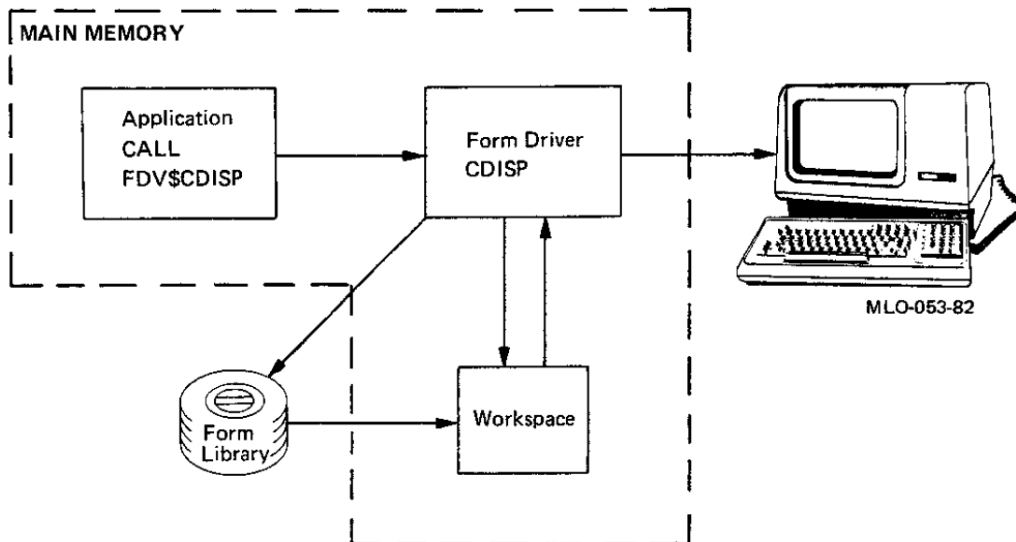 MAIN MEMORY
Application
CALL
FDV$CDISP
Form Driver
CDISP
MLO-053-82
Workspace
Form
Library